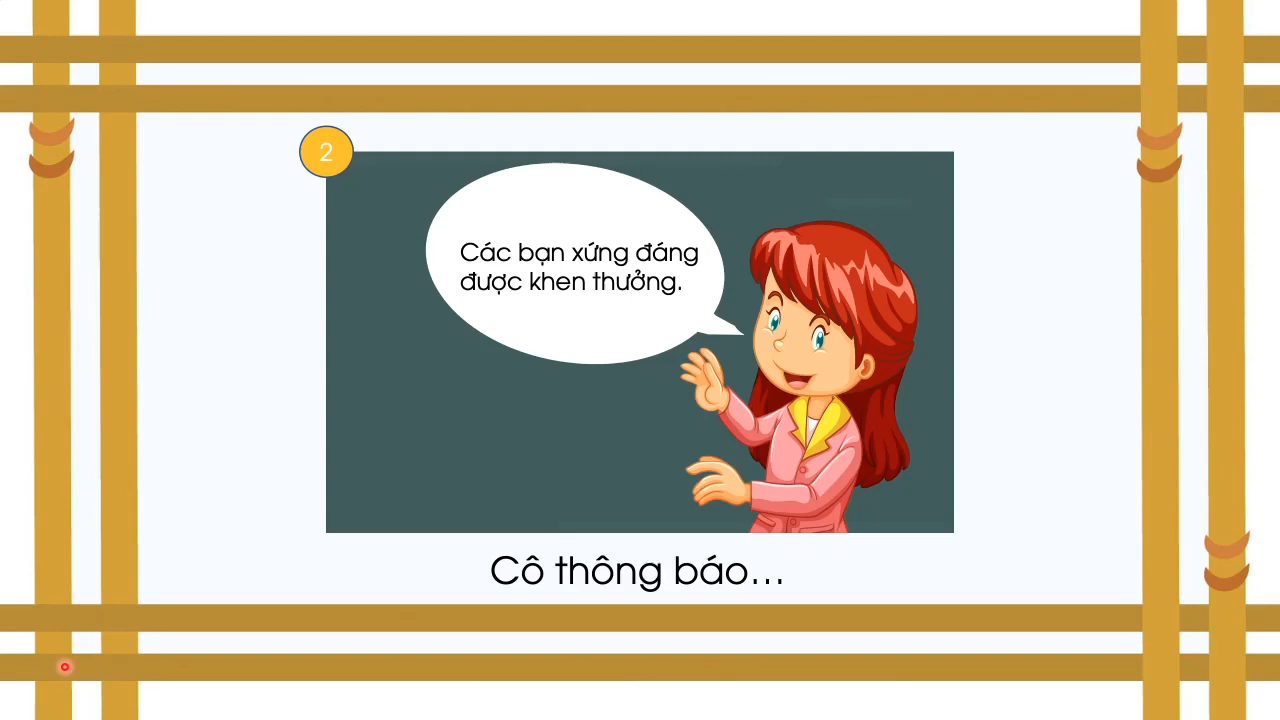 2
Các bạn xứng đáng
được khen thưởng.
Cô thông báo...